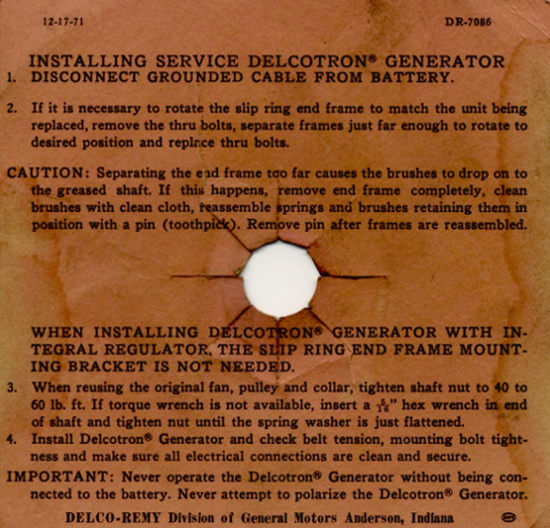 12-17-71 DR-7086
INSTALLING SERVICE DELCOTRON® GENERATOR
1. DISCONNECT GROUNDED CABLE FROM BATTERY.
2. If it is necessary to rotate the slip ring end frame to match the unit being
replaced, remove the thru bolts, separate frames just far enough to rotate to
desired position and replace thru bolts.
CAUTION: Separating the end frame too far causes the brushes to drop on to
the greased shaft. If this happens, remove end frame completely, clean
brushes with clean cloth, reassemble springs and brushes retaining them in
position with a pin (toothpick). Remove pin after frames are reassembled.
WHEN INSTALLING DELCOTRON® GENERATOR WITH IN-
TEGRAL REGULATOR, THE SLIP RING END FRAME MOUNT-
ING BRACKET IS NOT NEEDED.
3. When reusing the original fan, pulley and collar, tighten shaft nut to 40 to
60 lb. ft. If torque wrench is not available, insert a 5/16" hex wrench in end
of shaft and tighten nut until the spring washer is just flattened.
4. Install Delcotron® Generator and check belt tension, mounting bolt tight-
ness and make sure all electrical connections are clean and secure.
IMPORTANT: Never operate the Delcotron® Generator without being con-
nected to the battery. Never attempt to polarize the Delcotron® Generator.
DELCO-REMY Division of General Motors Anderson, Indiana